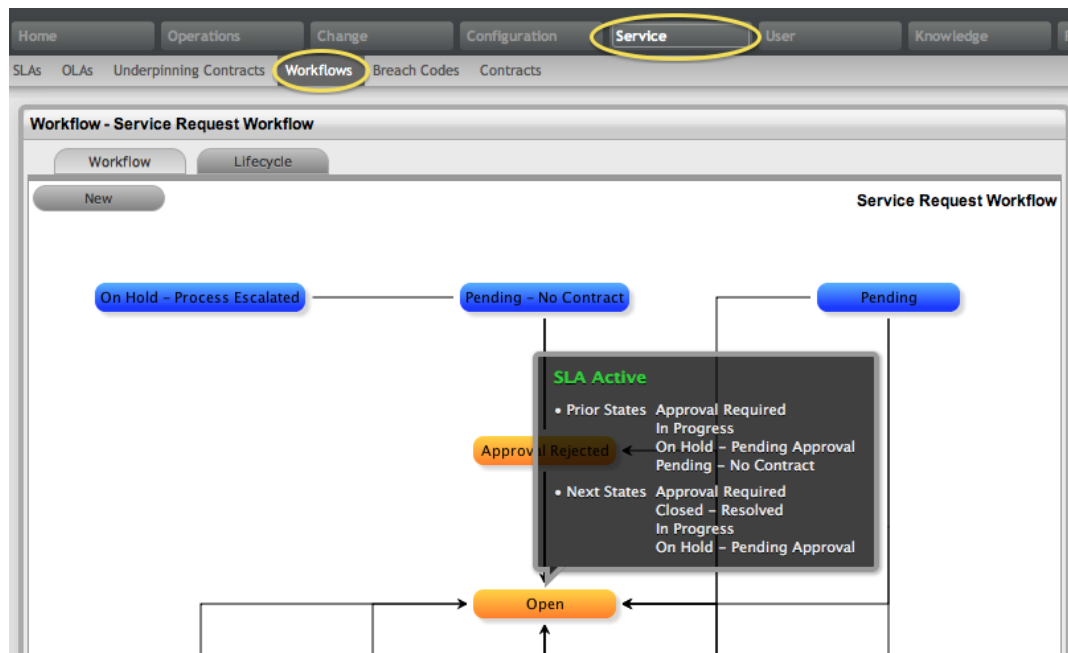 Home Operations Change Configuration Service User Knowledge
SLAs OLAs Underpinning Contracts Workflows Breach Codes Contracts
Workflow - Service Request Workflow
Workflow Lifecycle
New
Service Request Workflow
On Hold – Process Escalated
Pending – No Contract
Pending
SLA Active
• Prior States Approval Required
In Progress
On Hold – Pending Approval
Pending – No Contract
Approval Rejected
• Next States Approval Required
Closed – Resolved
In Progress
On Hold – Pending Approval
Open